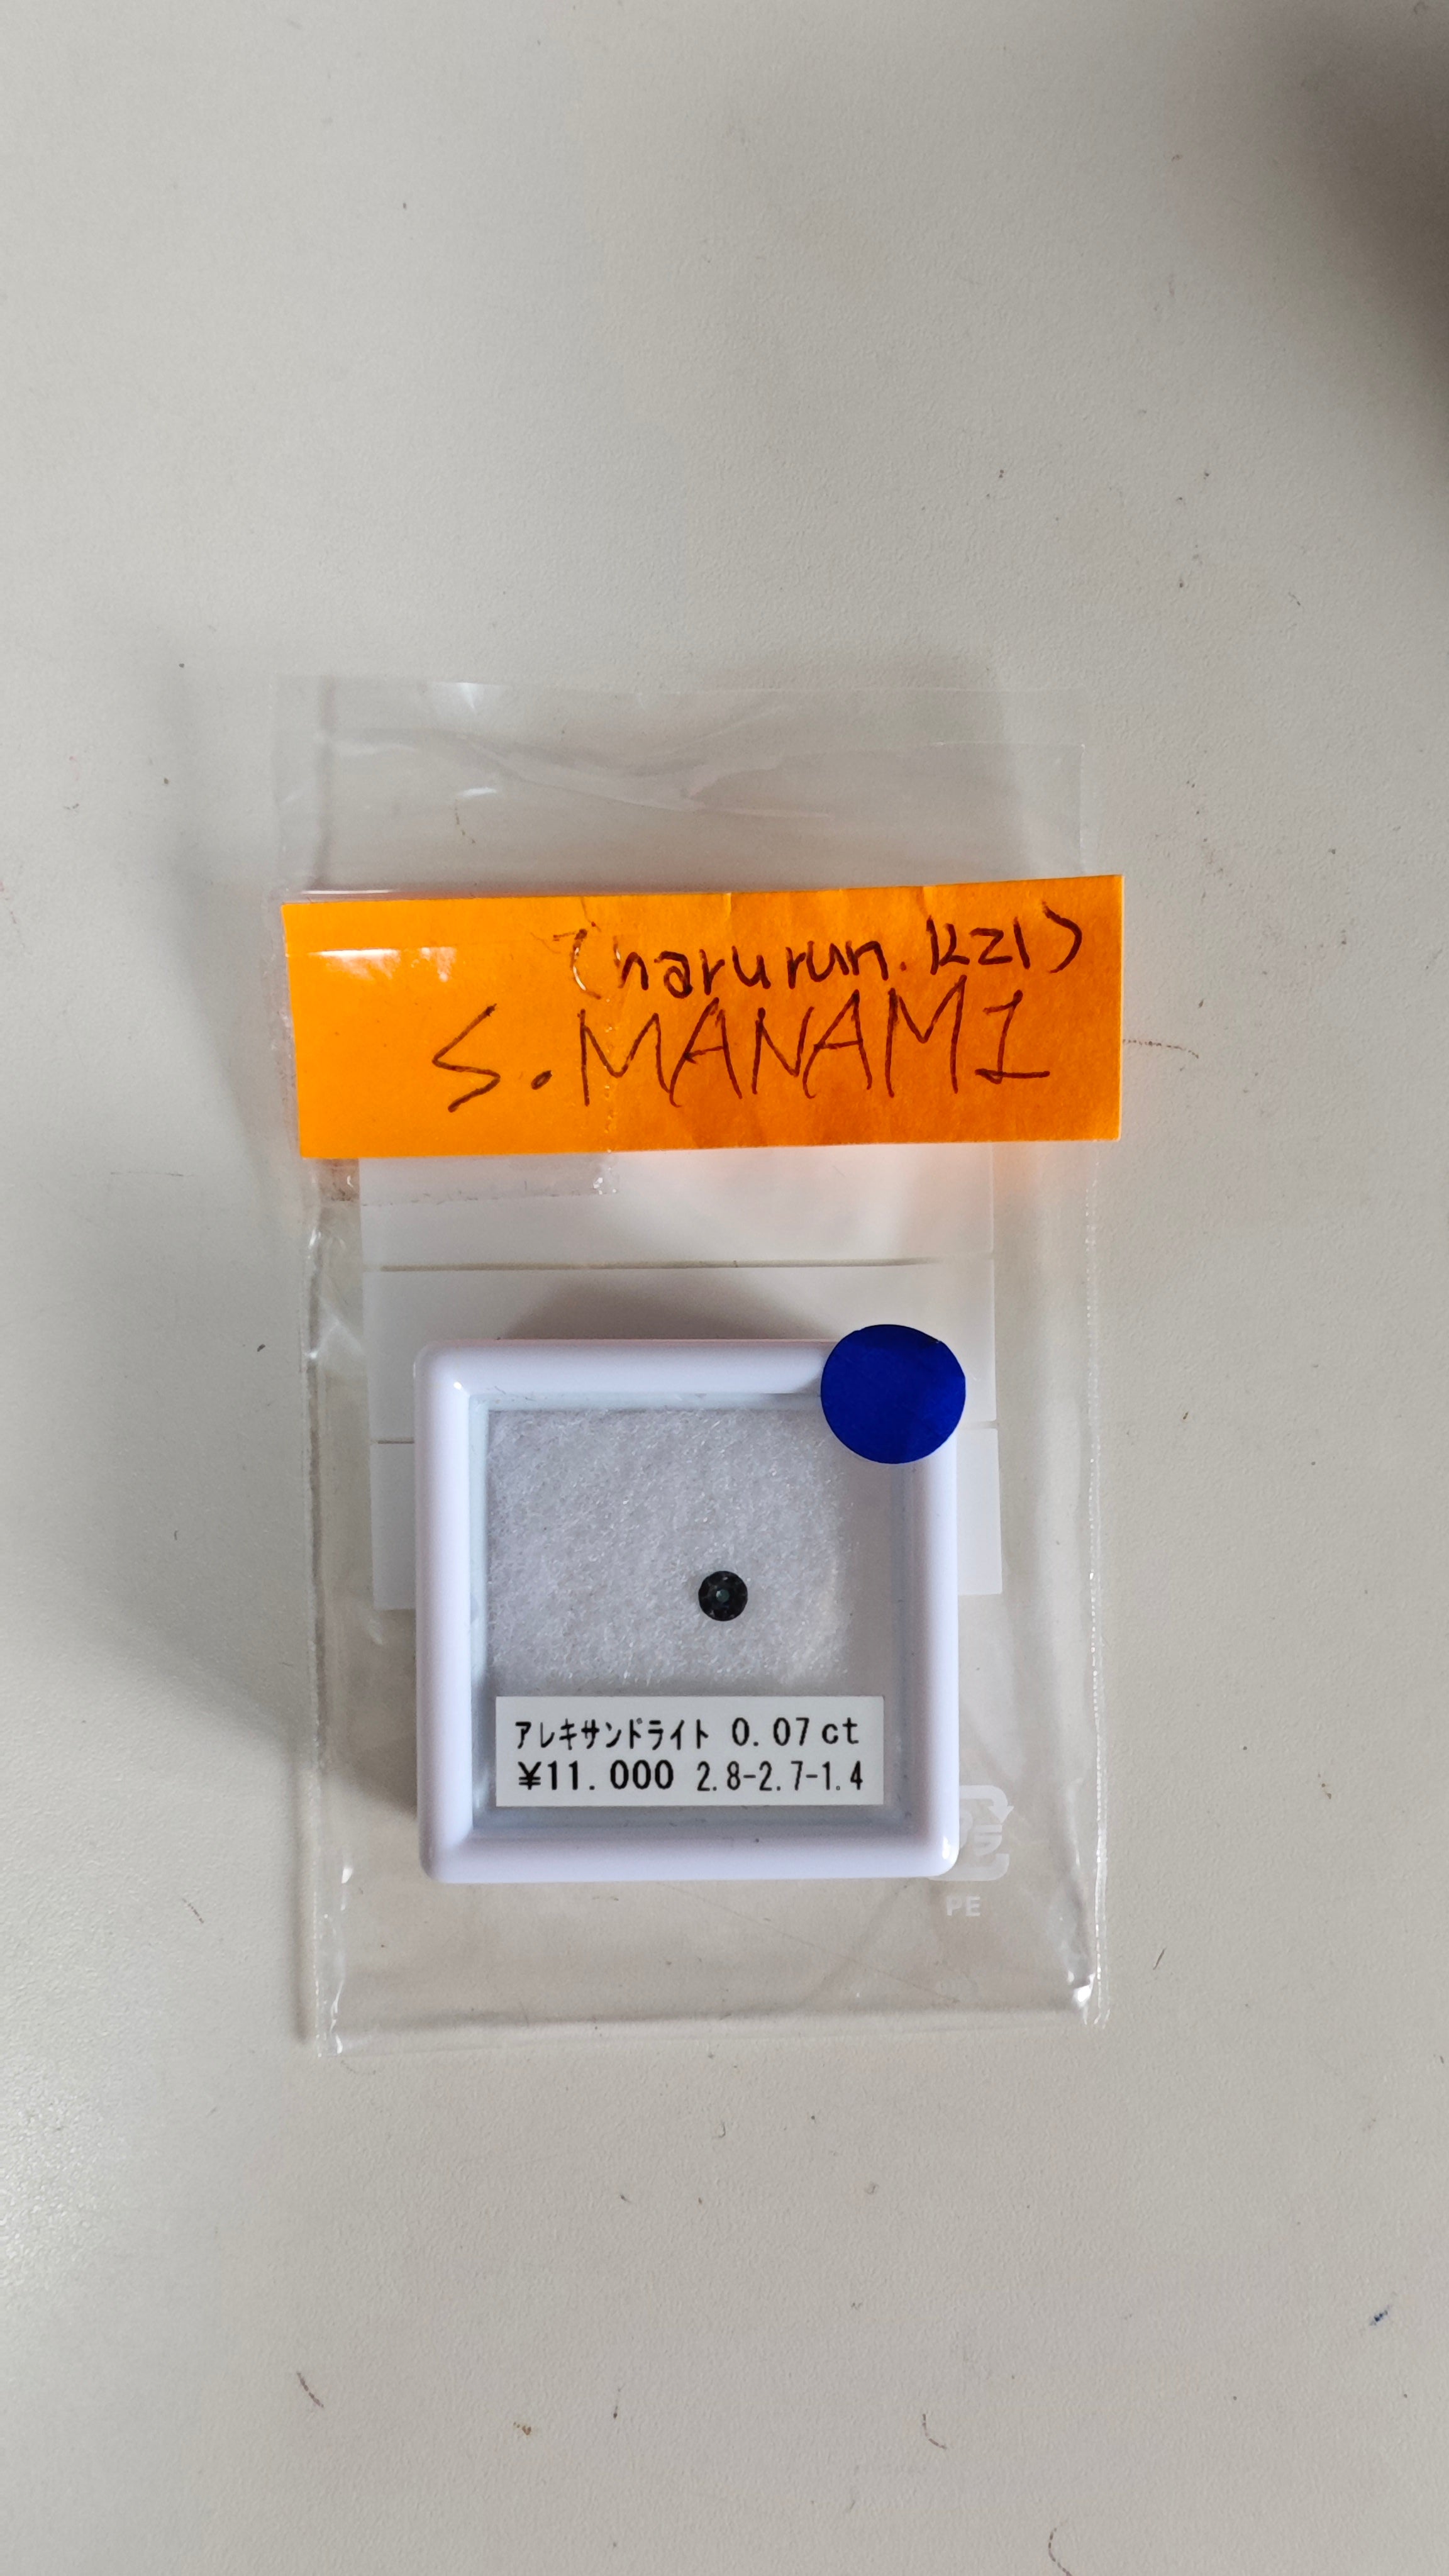 (harurun.kz1)
S.MANAMI
アレキサンドライト 0.07ct
¥11.000 2.8-2.7-1.4
PE